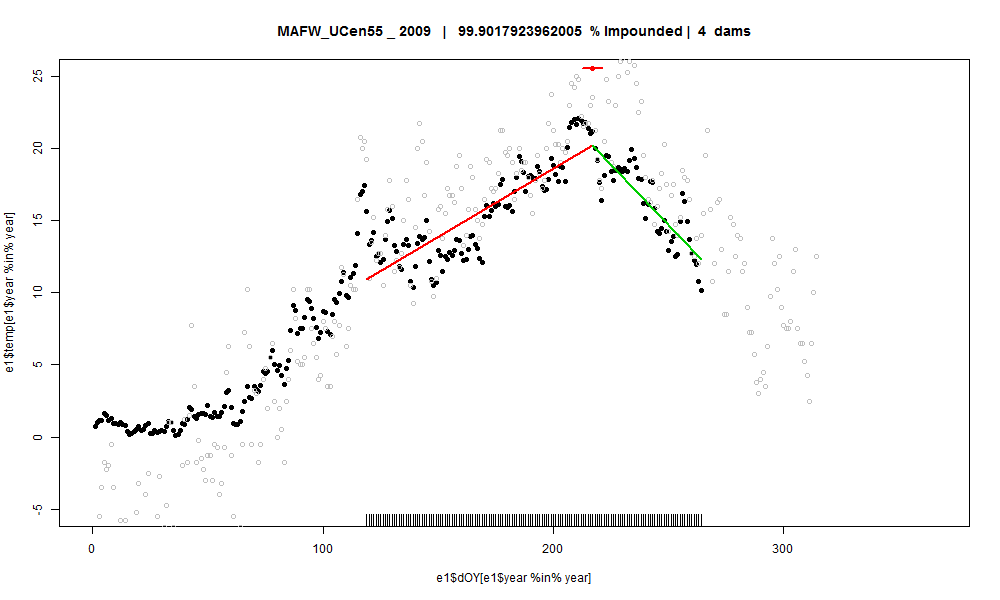 MAFW_UCen55 _ 2009 | 99.9017923962005 % Impounded | 4 dams
e1$temp[e1$year %in% year]
25
20
15
10
5
0
-5
0 100 200 300
e1$dOY[e1$year %in% year]